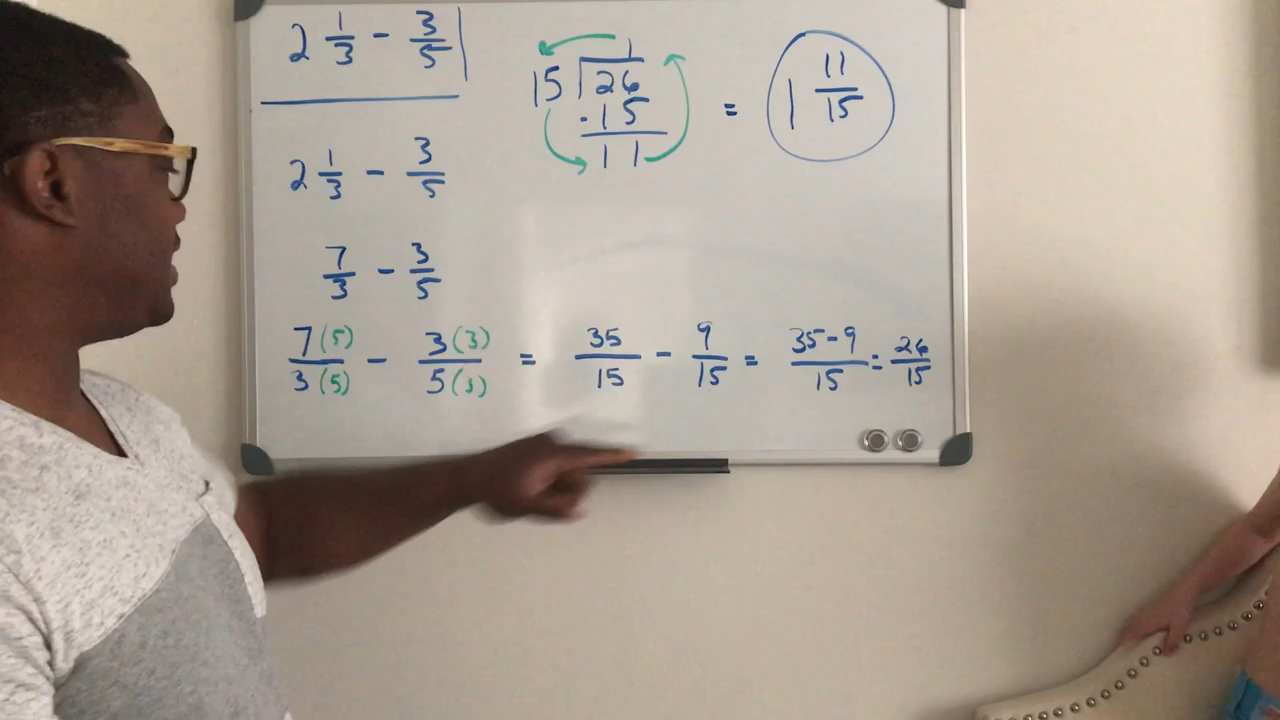 2 1/3 - 3/5
2 1/3 - 3/5
7/3 - 3/5
7(5)/3(5) - 3(3)/5(3) = 35/15 - 9/15 = 35-9/15 = 26/15
1
15 26
-15
11
= 1 11/15